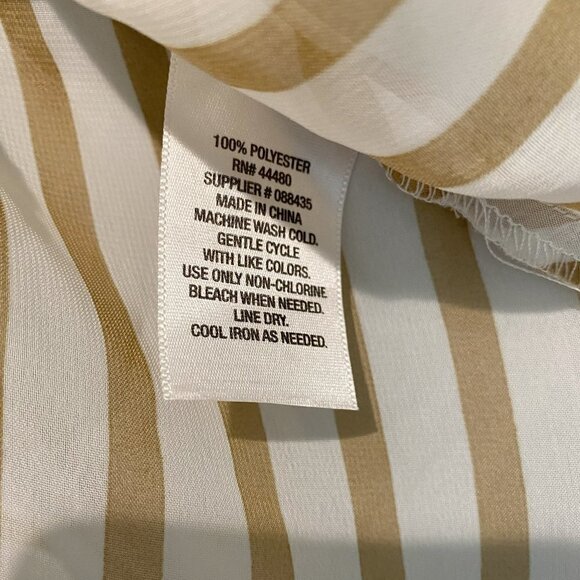 100% POLYESTER
RN# 44480
SUPPLIER # 088435
MADE IN CHINA
MACHINE WASH COLD.
GENTLE CYCLE
WITH LIKE COLORS.
USE ONLY NON-CHLORINE
BLEACH WHEN NEEDED.
LINE DRY.
COOL IRON AS NEEDED.